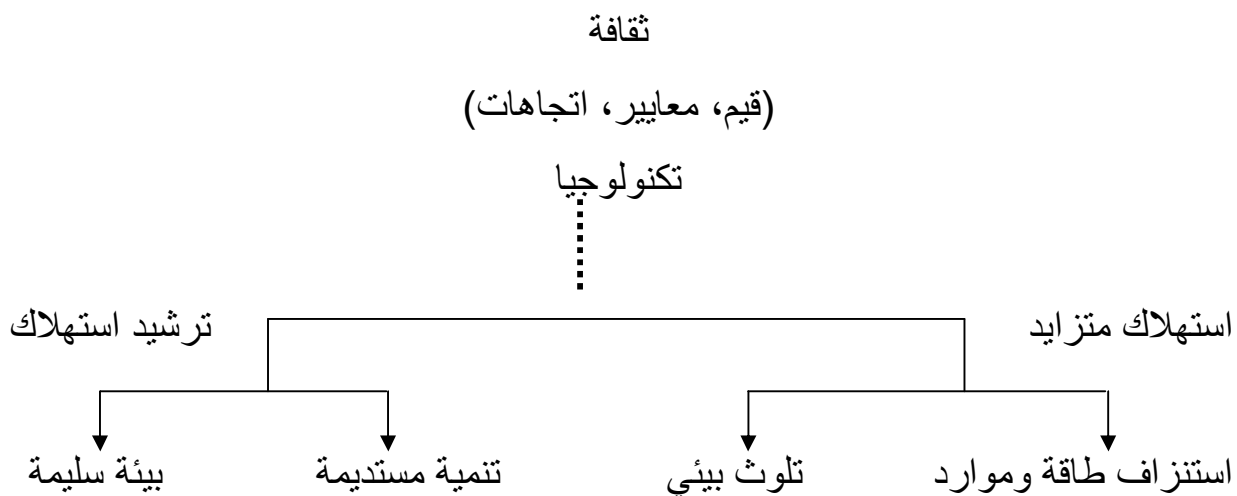 ثقافة
(قيم، معايير، اتجاهات)
تكنولوجيا
استهلاك متزايد
ترشيد استهلاك
استنزاف طاقة وموارد
تلوث بيئي
تنمية مستديمة
بيئة سليمة